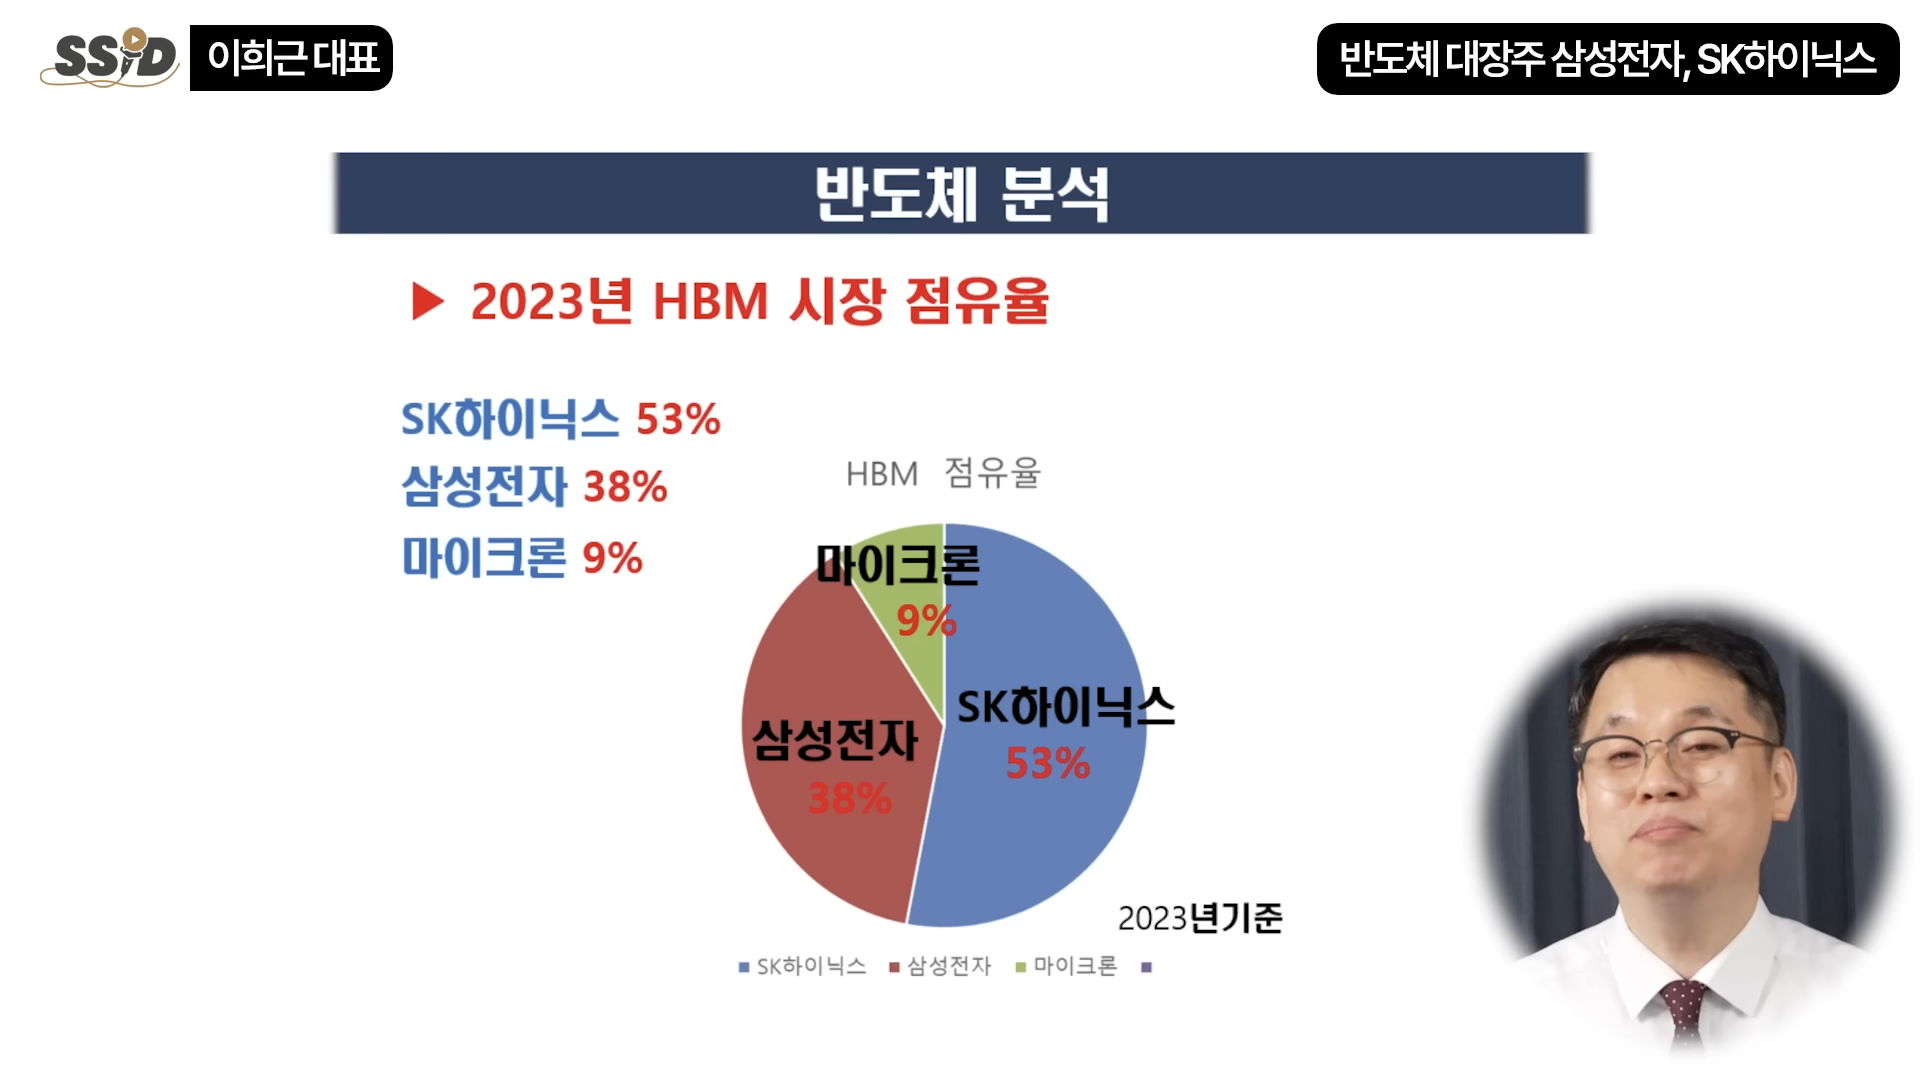 SSiD 이희근 대표
반도체 대장주 삼성전자, SK하이닉스
반도체 분석
▶ 2023년 HBM 시장 점유율
SK하이닉스 53%
삼성전자 38%
마이크론 9%
HBM 점유율
마이크론
9%
SK하이닉스
53%
삼성전자
38%
2023년기준
SK하이닉스 삼성전자 마이크론